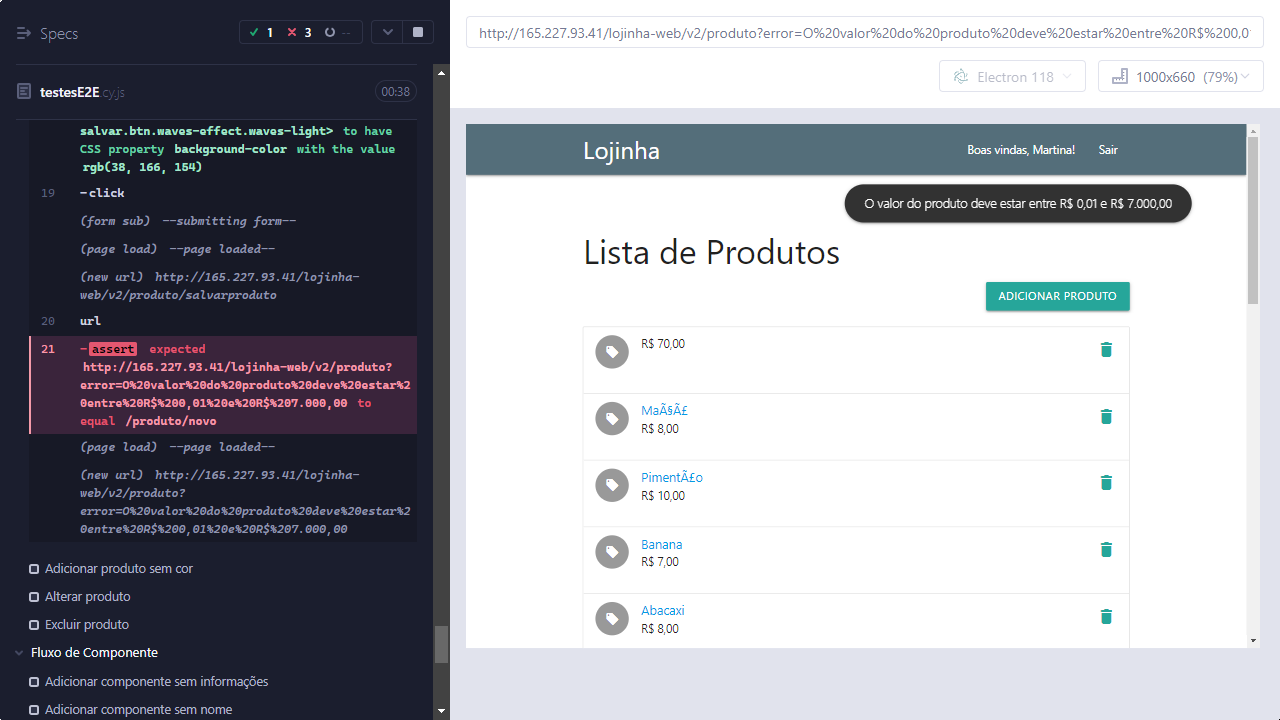 Specs
1
3
--
testesE2E.cy.js
00:38
salvar.btn.waves-effect.waves-light> to have
CSS property background-color with the value
rgb(38, 166, 154)
19 -click
(form sub) --submitting form--
(page load) --page loaded--
(new url) http://165.227.93.41/lojinha-
web/v2/produto/salvarproduto
20 url
21 -assert expected
http://165.227.93.41/lojinha-web/v2/produto?
error=O%20valor%20do%20produto%20deve%20estar%2
0entre%20R$%200,01%20e%20R$%207.000,00 to
equal /produto/novo
(page load) --page loaded--
(new url) http://165.227.93.41/lojinha-
web/v2/produto?
error=O%20valor%20do%20produto%20deve%20estar%2
0entre%20R$%200,01%20e%20R$%207.000,00
Adicionar produto sem cor
Alterar produto
Excluir produto
Fluxo de Componente
Adicionar componente sem informações
Adicionar componente sem nome
http://165.227.93.41/lojinha-web/v2/produto?error=O%20valor%20do%20produto%20deve%20estar%20entre%20R$%200,0
Electron 118
1000x660 (79%)
Lojinha
Boas vindas, Martina!
Sair
O valor do produto deve estar entre R$ 0,01 e R$ 7.000,00
Lista de Produtos
ADICIONAR PRODUTO
R$ 70,00
MaÃ§Ã£
R$ 8,00
PimentÃ£o
R$ 10,00
Banana
R$ 7,00
Abacaxi
R$ 8,00